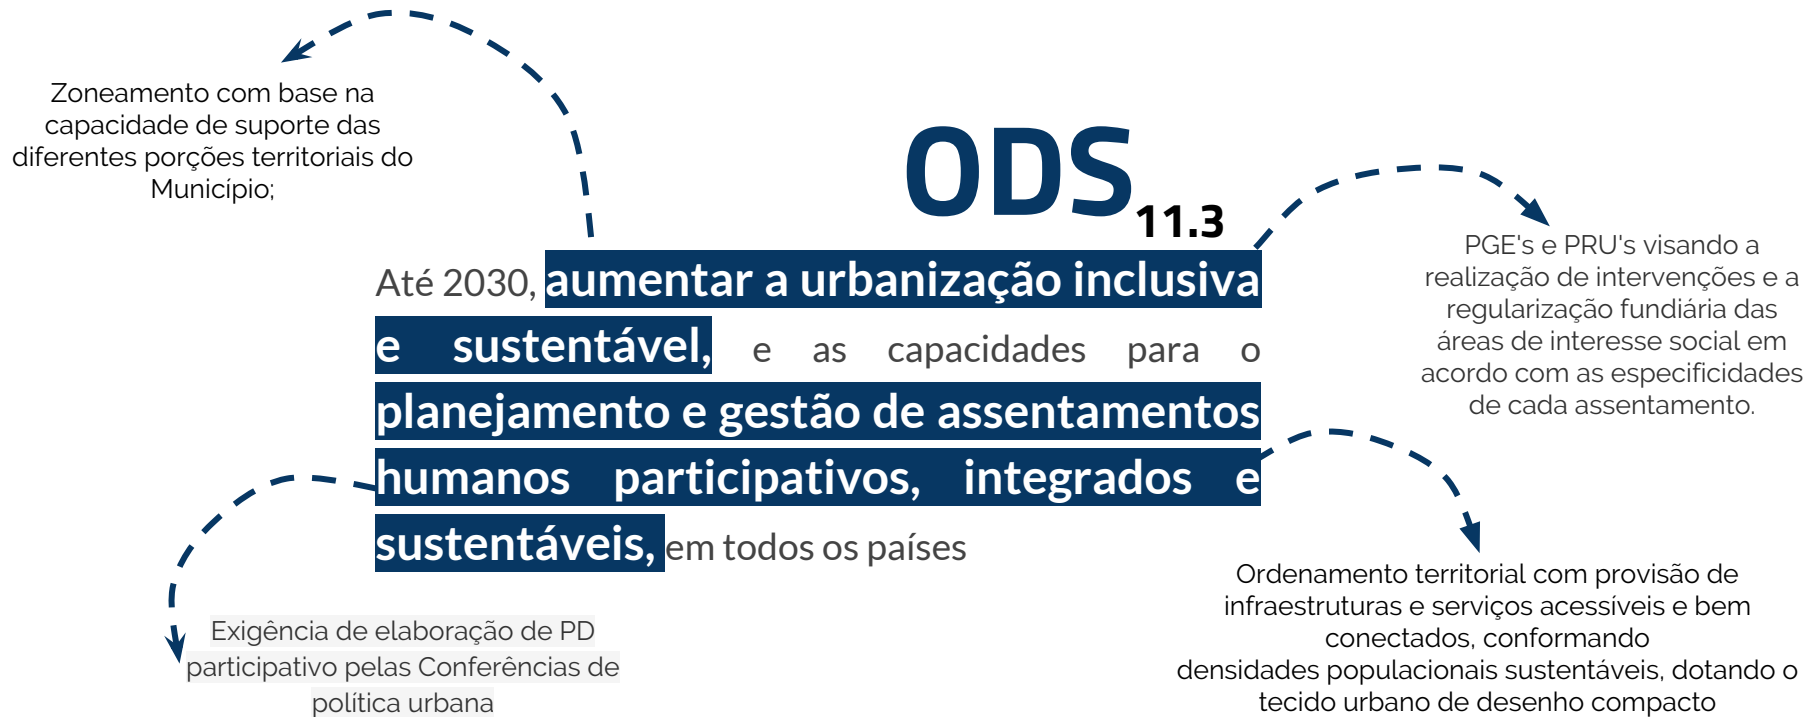 Zoneamento com base na
capacidade de suporte das
diferentes porções territoriais do
Município;
ODS
11.3
Até 2030, aumentar a urbanização inclusiva
e sustentável, e as capacidades para o
planejamento e gestão de assentamentos
humanos participativos, integrados e
sustentáveis, em todos os países
PGE's e PRU's visando a
realização de intervenções e a
regularização fundiária das
áreas de interesse social em
acordo com as especificidades
de cada assentamento.
Exigência de elaboração de PD
participativo pelas Conferências de
política urbana
Ordenamento territorial com provisão de
infraestruturas e serviços acessíveis e bem
conectados, conformando
densidades populacionais sustentáveis, dotando o
tecido urbano de desenho compacto